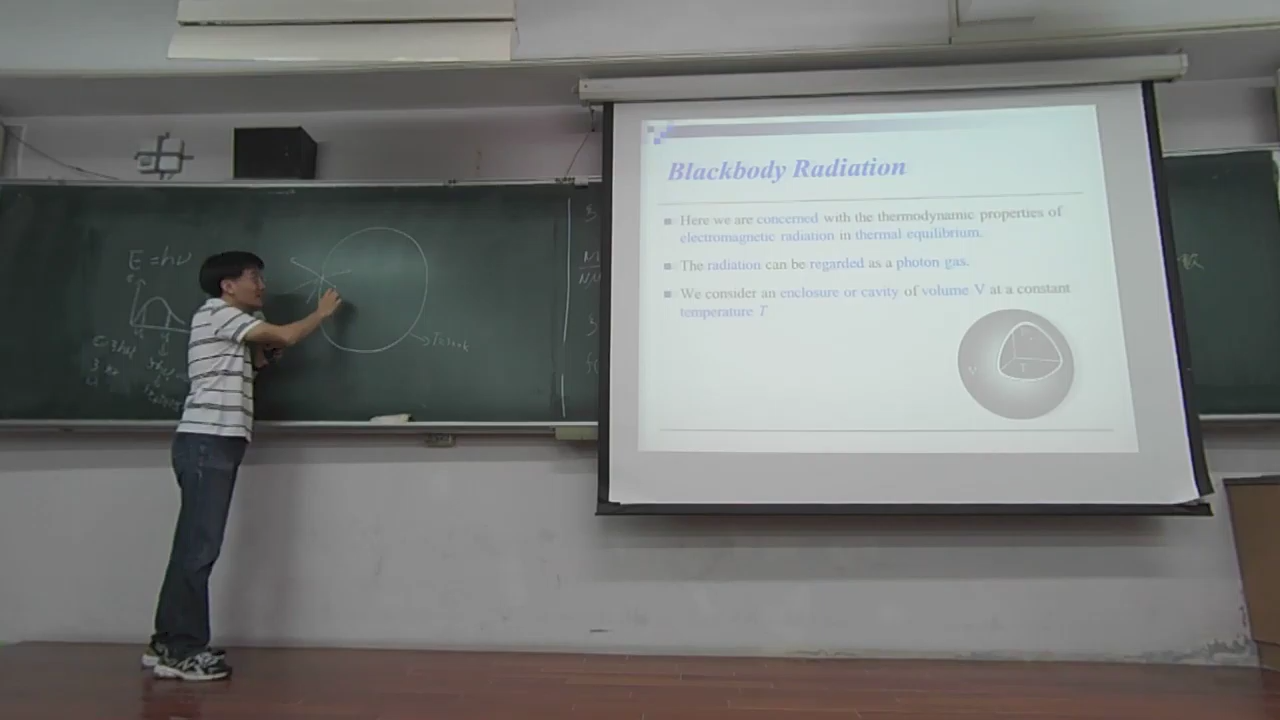 E = hν
Blackbody Radiation
Here we are concerned with the thermodynamic properties of
electromagnetic radiation in thermal equilibrium.
The radiation can be regarded as a photon gas.
We consider an enclosure or cavity of volume V at a constant
temperature T
V
T